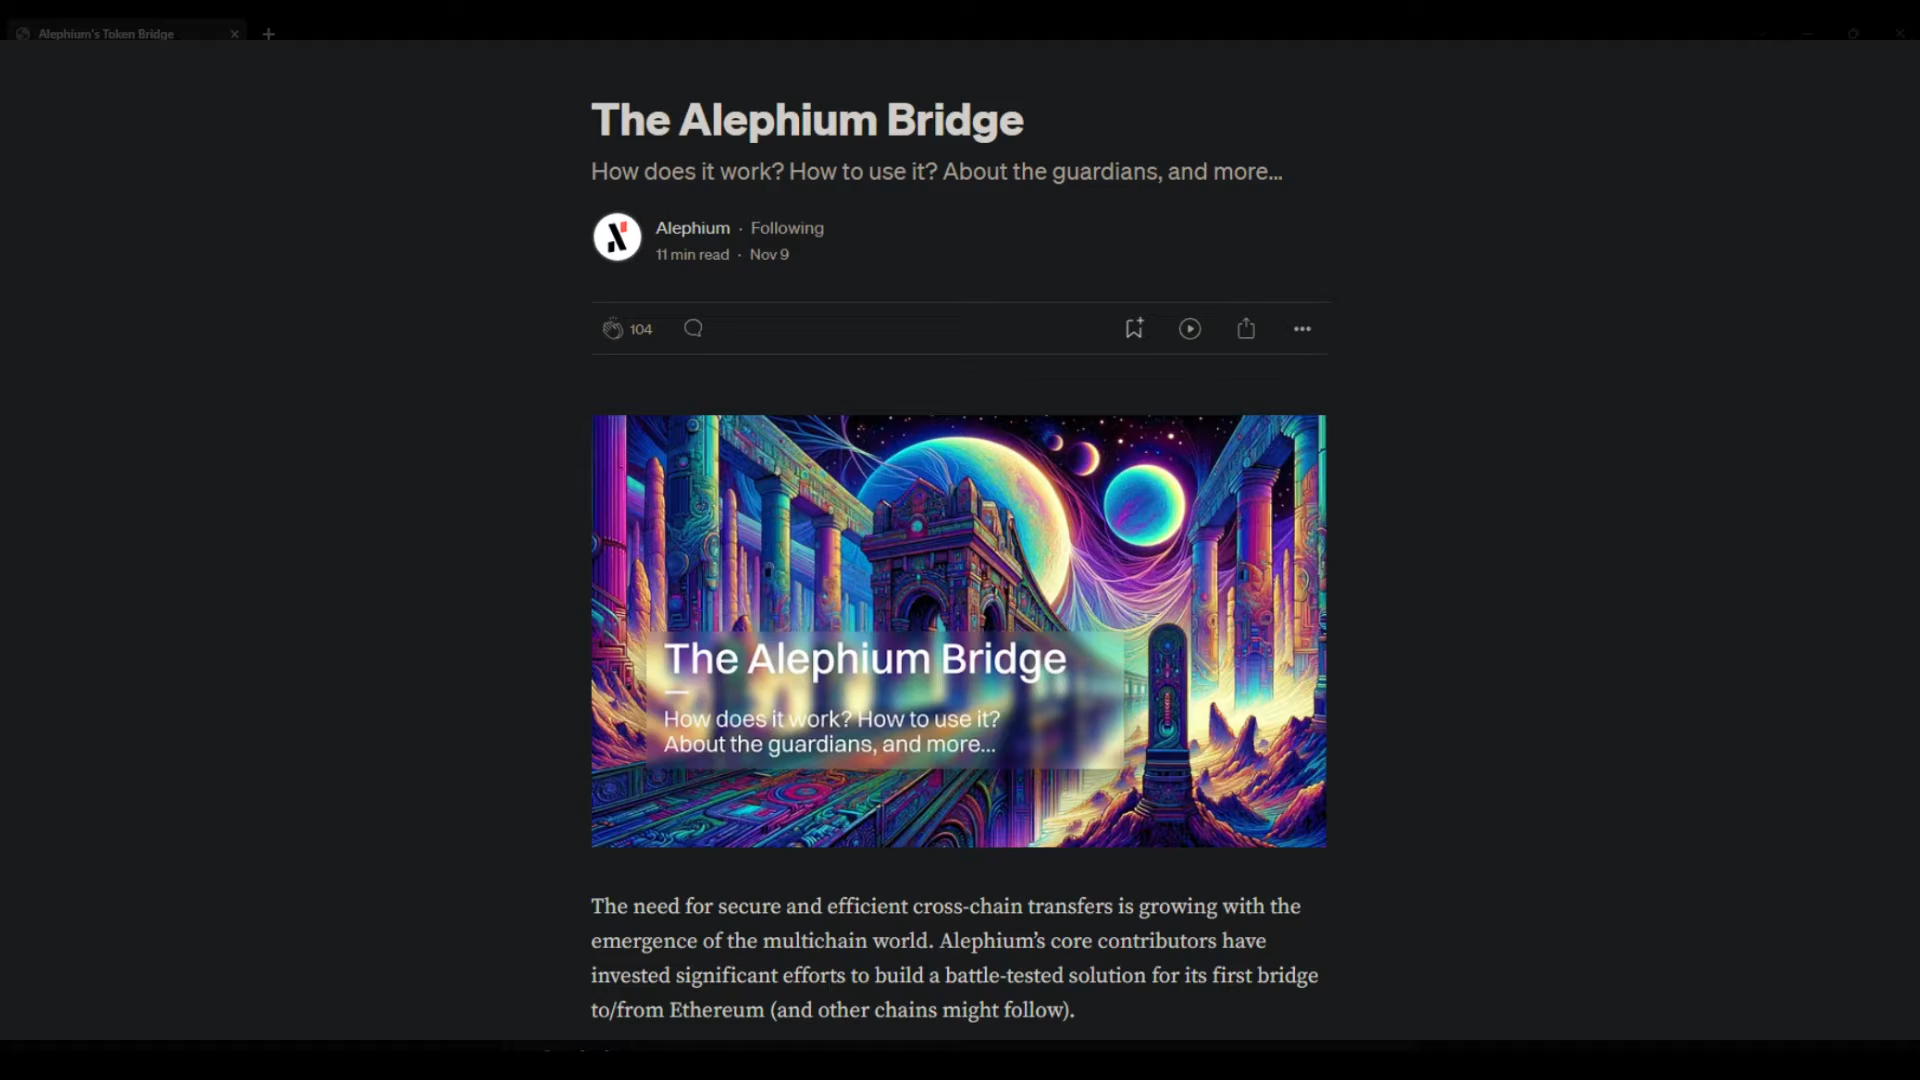 Alephium's Token Bridge
The Alephium Bridge
How does it work? How to use it? About the guardians, and more...
Alephium · Following
11 min read · Nov 9
104
The Alephium Bridge
How does it work? How to use it?
About the guardians, and more...
The need for secure and efficient cross-chain transfers is growing with the
emergence of the multichain world. Alephium’s core contributors have
invested significant efforts to build a battle-tested solution for its first bridge
to/from Ethereum (and other chains might follow).